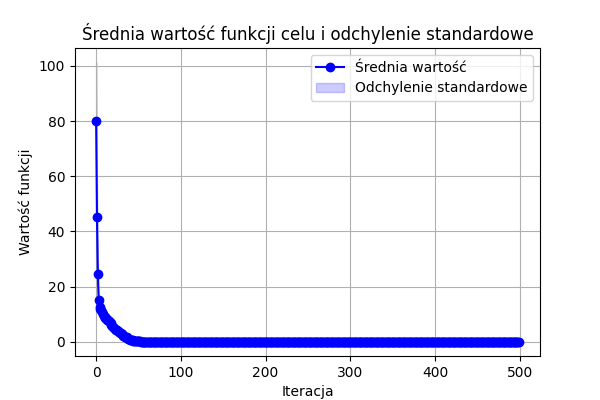 Średnia wartość funkcji celu i odchylenie standardowe
Średnia wartość
Odchylenie standardowe
Wartość funkcji
100
80
60
40
20
0
0 100 200 300 400 500
Iteracja